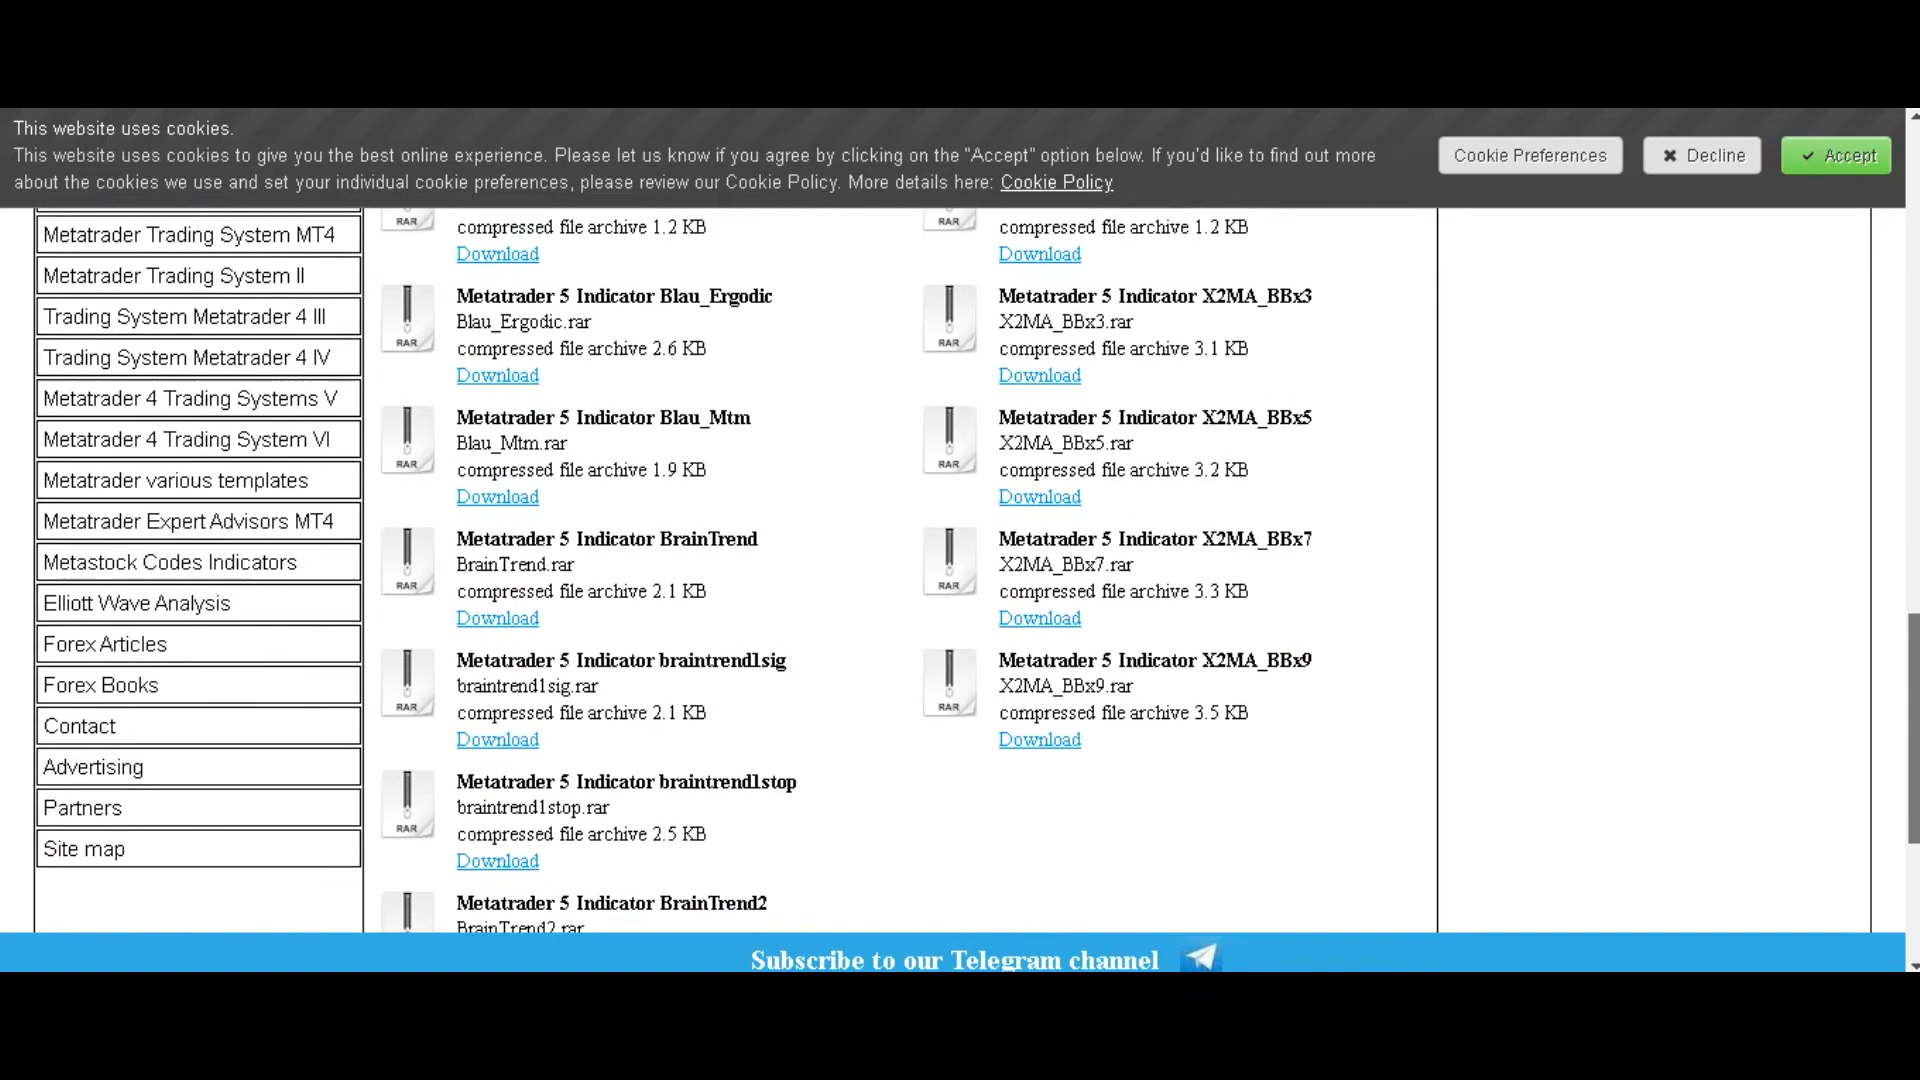 This website uses cookies.
This website uses cookies to give you the best online experience. Please let us know if you agree by clicking on the "Accept" option below. If you'd like to find out more
about the cookies we use and set your individual cookie preferences, please review our Cookie Policy. More details here: Cookie Policy
Cookie Preferences
✖ Decline
✓ Accept
Metatrader Trading System MT4
Metatrader Trading System II
Trading System Metatrader 4 III
Trading System Metatrader 4 IV
Metatrader 4 Trading Systems V
Metatrader 4 Trading System VI
Metatrader various templates
Metatrader Expert Advisors MT4
Metastock Codes Indicators
Elliott Wave Analysis
Forex Articles
Forex Books
Contact
Advertising
Partners
Site map
RAR
compressed file archive 1.2 KB
Download
RAR
Metatrader 5 Indicator Blau_Ergodic
Blau_Ergodic.rar
compressed file archive 2.6 KB
Download
RAR
Metatrader 5 Indicator Blau_Mtm
Blau_Mtm.rar
compressed file archive 1.9 KB
Download
RAR
Metatrader 5 Indicator BrainTrend
BrainTrend.rar
compressed file archive 2.1 KB
Download
RAR
Metatrader 5 Indicator braintrend1sig
braintrend1sig.rar
compressed file archive 2.1 KB
Download
RAR
Metatrader 5 Indicator braintrend1stop
braintrend1stop.rar
compressed file archive 2.5 KB
Download
Metatrader 5 Indicator BrainTrend2
BrainTrend2.rar
RAR
compressed file archive 1.2 KB
Download
RAR
Metatrader 5 Indicator X2MA_BBx3
X2MA_BBx3.rar
compressed file archive 3.1 KB
Download
RAR
Metatrader 5 Indicator X2MA_BBx5
X2MA_BBx5.rar
compressed file archive 3.2 KB
Download
RAR
Metatrader 5 Indicator X2MA_BBx7
X2MA_BBx7.rar
compressed file archive 3.3 KB
Download
RAR
Metatrader 5 Indicator X2MA_BBx9
X2MA_BBx9.rar
compressed file archive 3.5 KB
Download
Subscribe to our Telegram channel